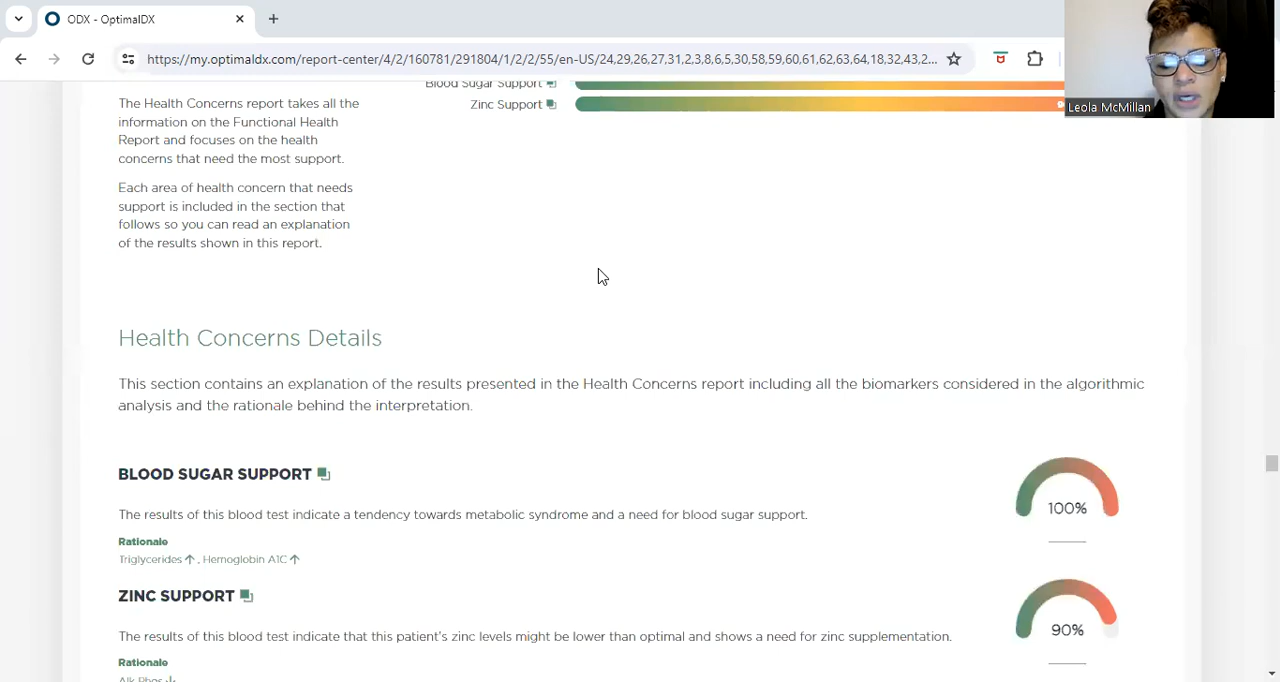 ODX - OptimalDX
https://my.optimaldx.com/report-center/4/2/160781/291804/1/2/2/55/en-US/24,29,26,27,31,2,3,8,6,5,30,58,59,60,61,62,63,64,18,32,43,2...
Leola McMillan
Blood Sugar Support
Zinc Support
The Health Concerns report takes all the
information on the Functional Health
Report and focuses on the health
concerns that need the most support.
Each area of health concern that needs
support is included in the section that
follows so you can read an explanation
of the results shown in this report.
Health Concerns Details
This section contains an explanation of the results presented in the Health Concerns report including all the biomarkers considered in the algorithmic
analysis and the rationale behind the interpretation.
BLOOD SUGAR SUPPORT
100%
The results of this blood test indicate a tendency towards metabolic syndrome and a need for blood sugar support.
Rationale
Triglycerides ↑ , Hemoglobin A1C ↑
ZINC SUPPORT
90%
The results of this blood test indicate that this patient's zinc levels might be lower than optimal and shows a need for zinc supplementation.
Rationale
Alk Phos ↓